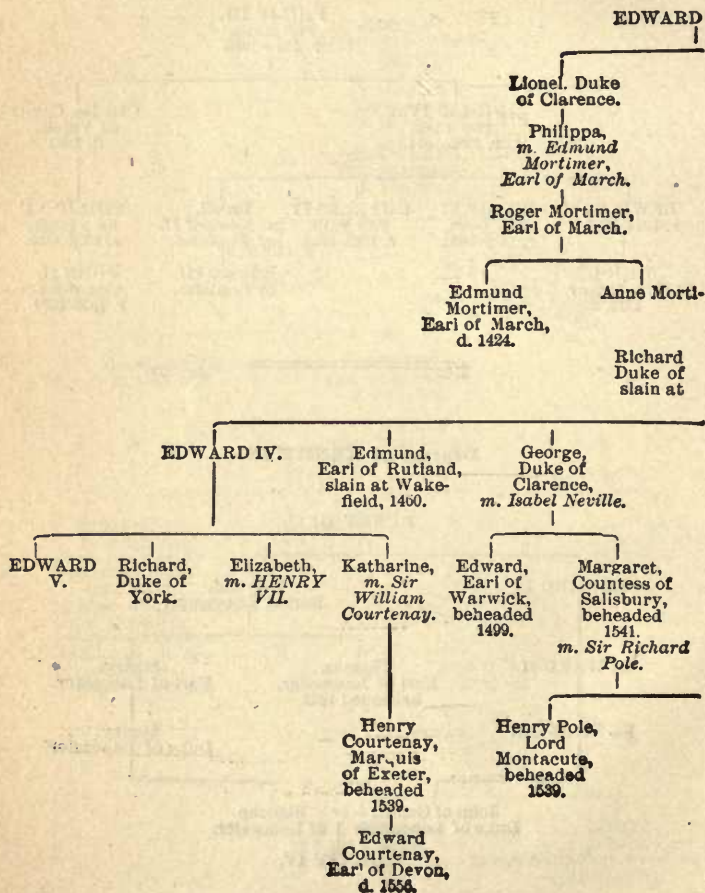 EDWARD
Lionel. Duke
of Clarence.
Philippa,
m. Edmund
Mortimer,
Earl of March.
Roger Mortimer,
Earl of March.
Edmund
Mortimer,
Earl of March,
d. 1424.
Anne Morti-
Richard
Duke of
slain at
EDWARD IV.
Edmund,
Earl of Rutland,
slain at Wake-
field, 1460.
George,
Duke of
Clarence,
m. Isabel Neville.
EDWARD
V.
Richard,
Duke of
York.
Elizabeth,
m. HENRY
VII.
Katharine,
m. Sir
William
Courtenay.
Edward,
Earl of
Warwick,
beheaded
1499.
Margaret,
Countess of
Salisbury,
beheaded
1541.
m. Sir Richard
Pole.
Henry
Courtenay,
Marquis
of Exeter,
beheaded
1539.
Henry Pole,
Lord
Montacute,
beheaded
1539.
Edward
Courtenay,
Earl of Devon,
d. 1556.